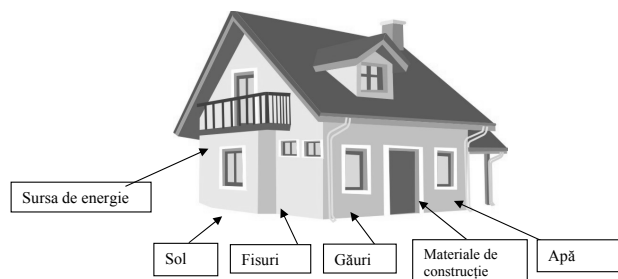 Sursa de energie
Sol
Fisuri
Găuri
Materiale de
construcție
Apă